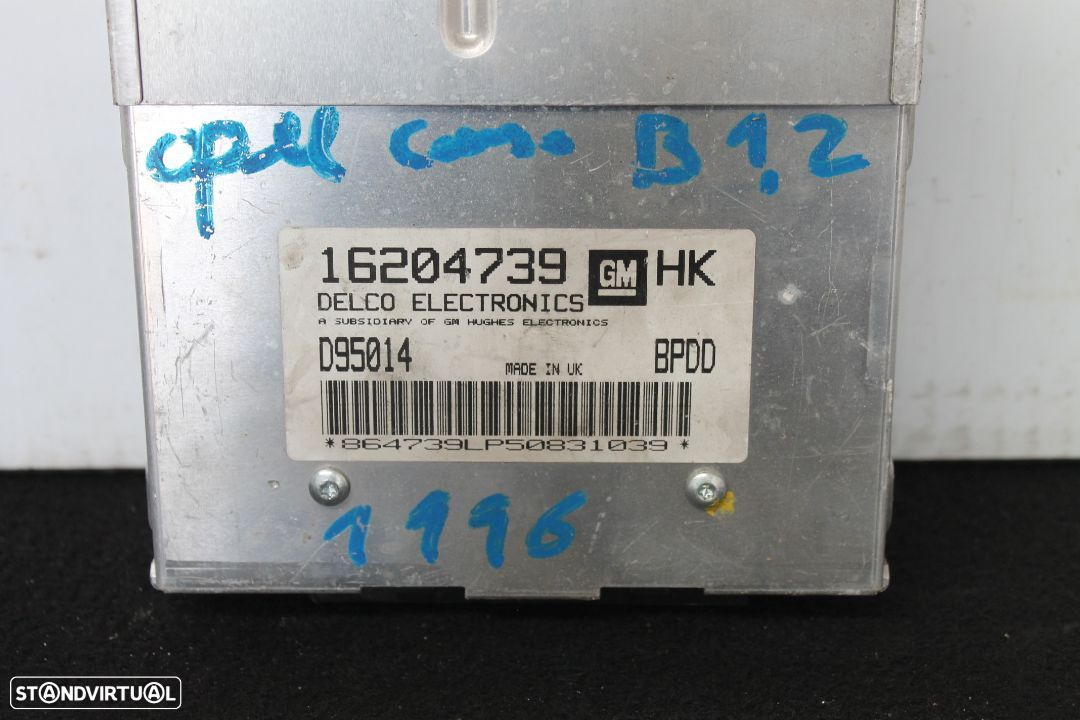 opel corsa B 1.2
16204739 GM HK
DELCO ELECTRONICS
A SUBSIDIARY OF GM HUGHES ELECTRONICS
D95014 MADE IN UK BPDD
*864739LP50831039*
1996
STANDVIRTUAL